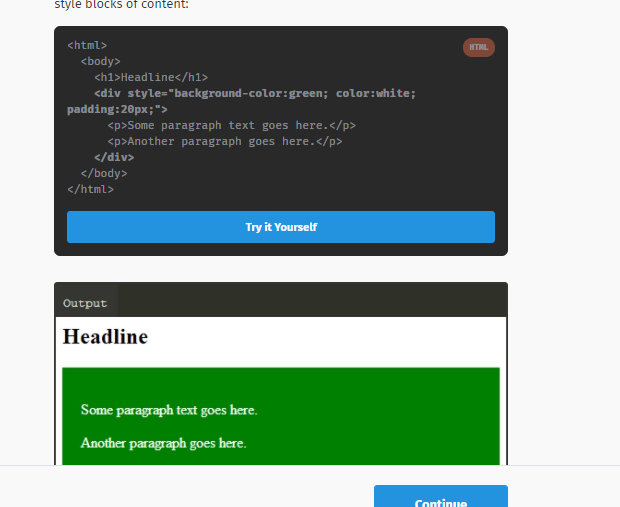 style blocks of content:
HTML
<html>
<body>
<h1>Headline</h1>
<div style="background-color:green; color:white;
padding:20px;">
<p>Some paragraph text goes here.</p>
<p>Another paragraph goes here.</p>
</div>
</body>
</html>
Try it Yourself
Output
Headline
Some paragraph text goes here.
Another paragraph goes here.
Continue